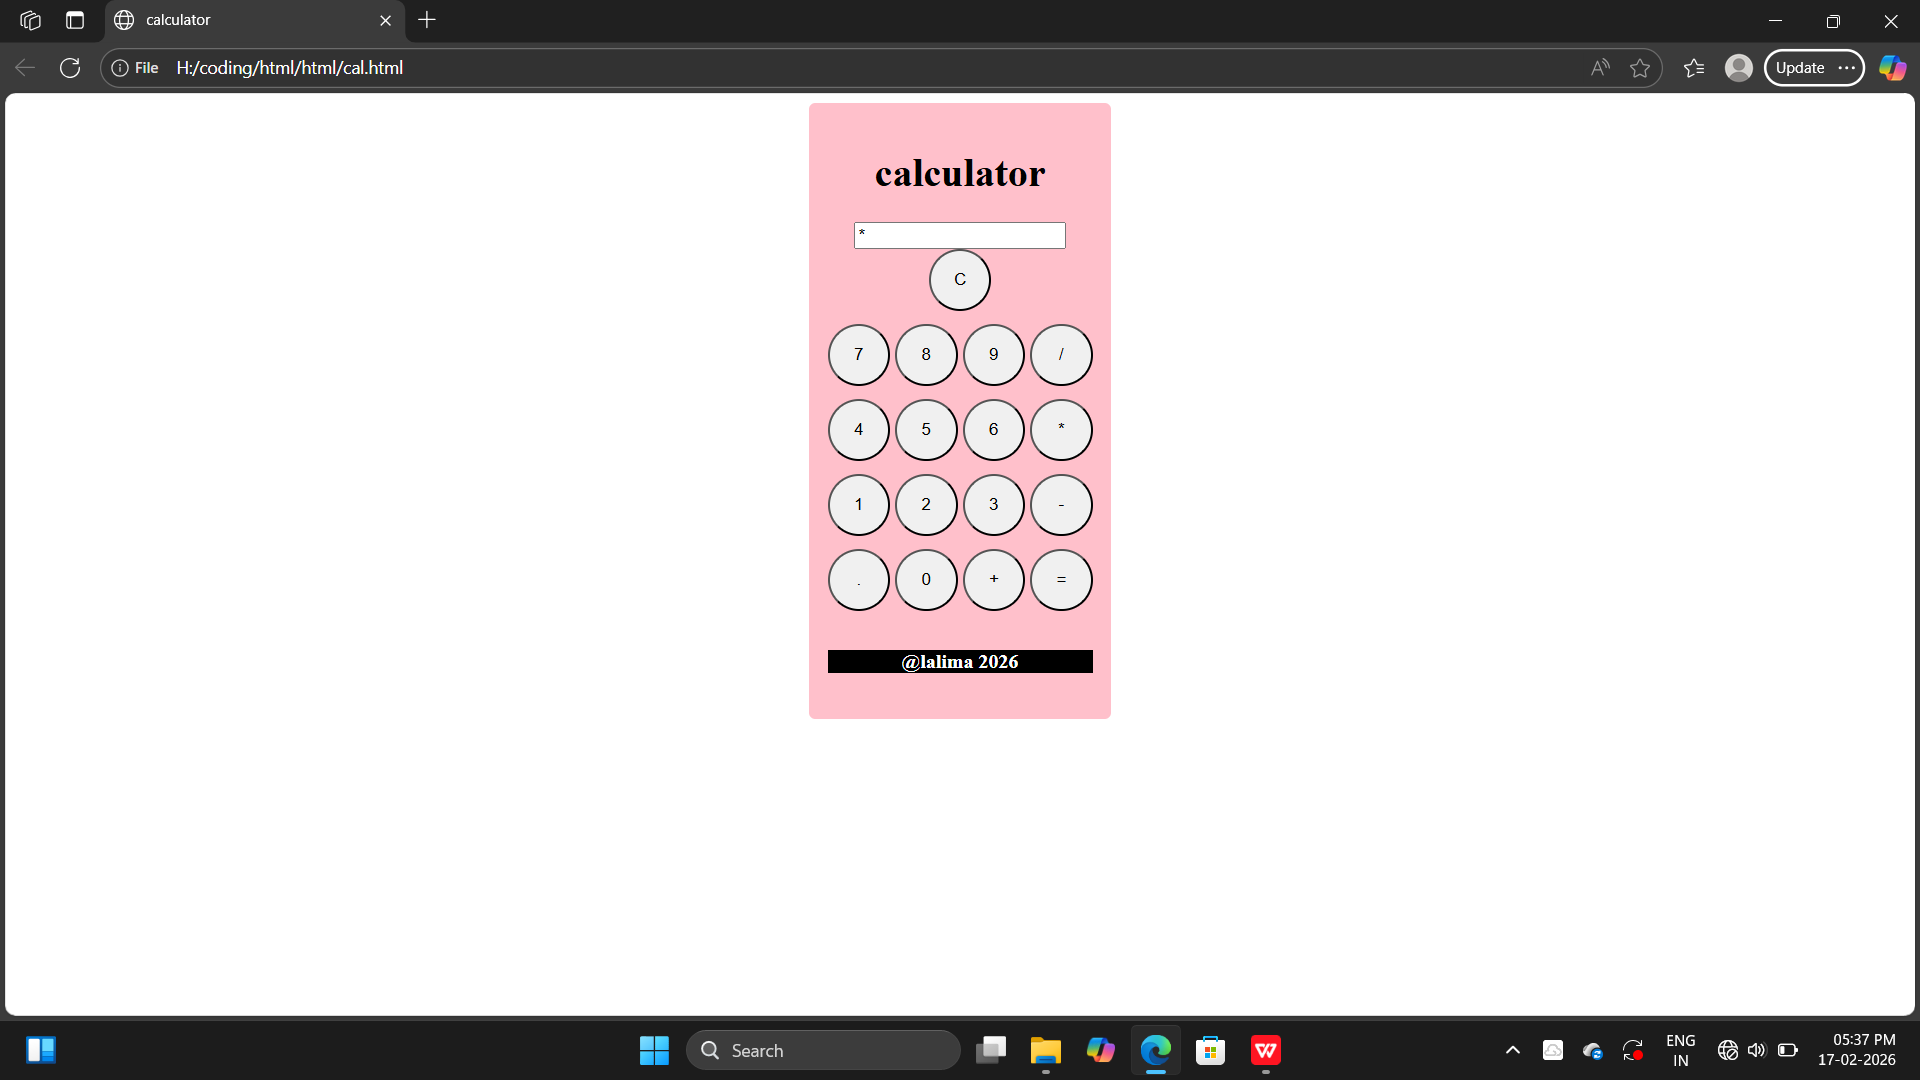 calculator
File H:/coding/html/html/cal.html
Update
calculator
*
C
7 8 9 /
4 5 6 *
1 2 3 -
. 0 + =
@lalima 2026
Search
ENG
IN
05:37 PM
17-02-2026